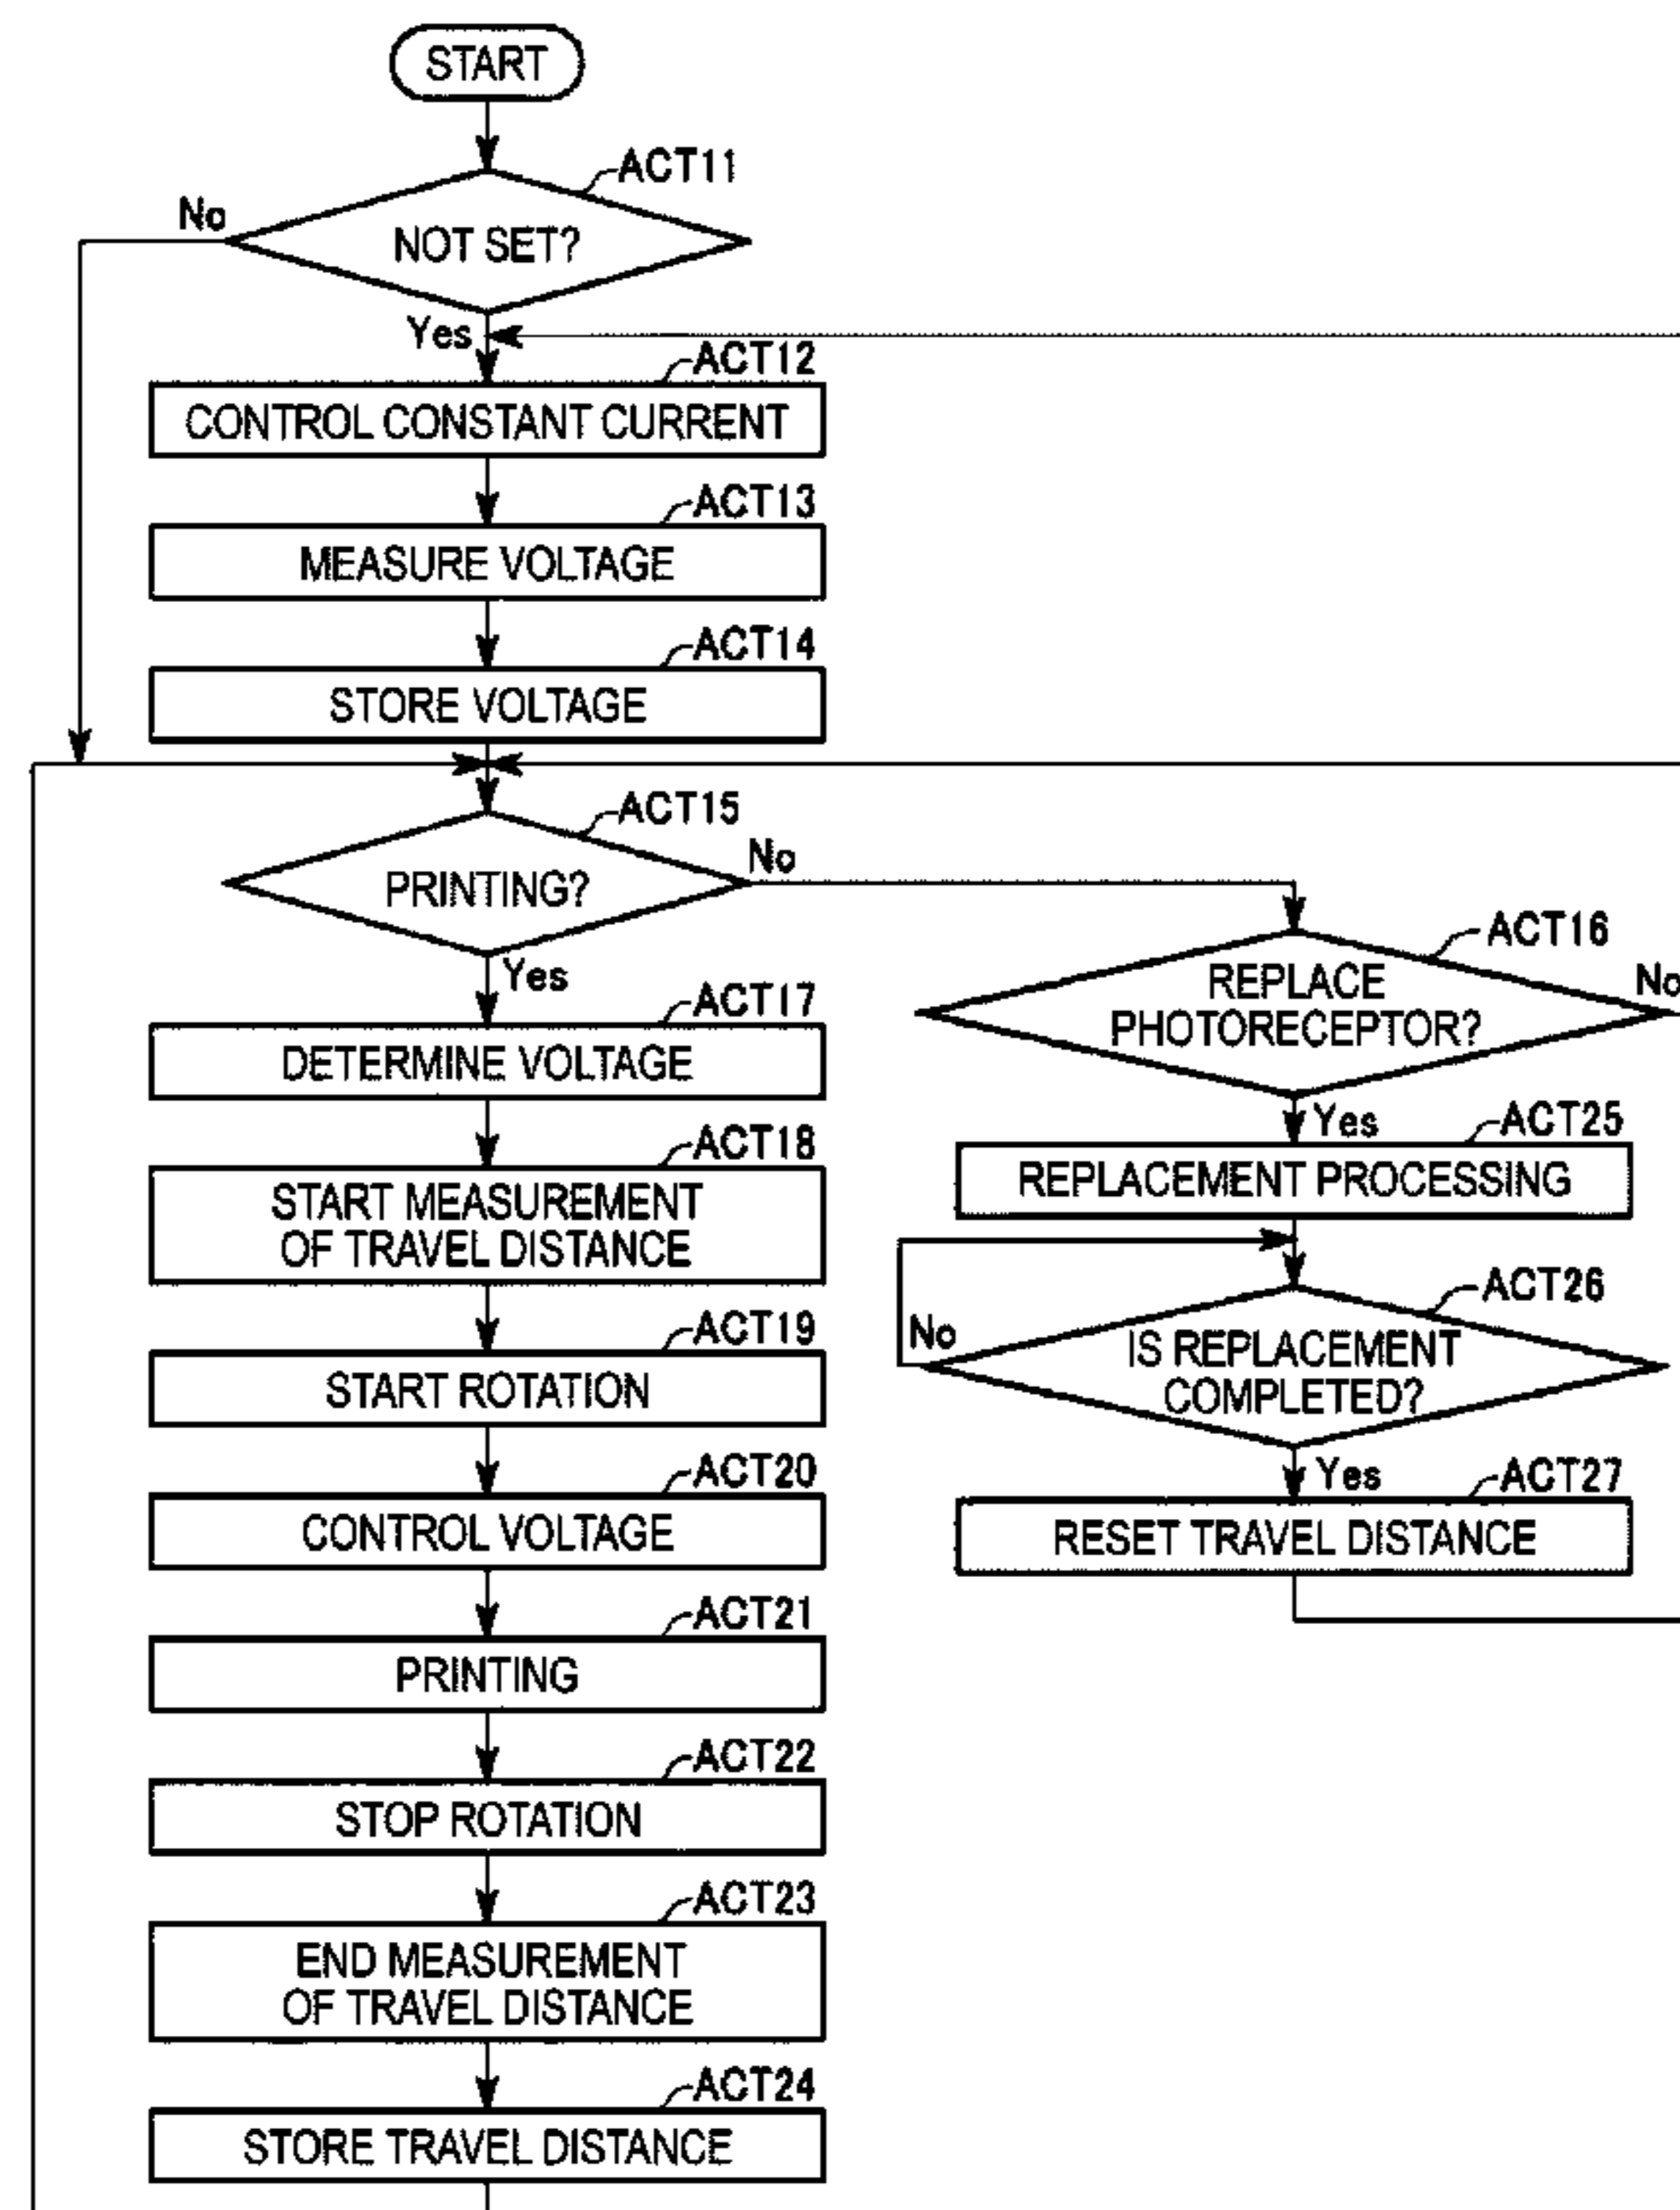 START
ACT11
No
NOT SET?
Yes
ACT12
CONTROL CONSTANT CURRENT
ACT13
MEASURE VOLTAGE
ACT14
STORE VOLTAGE
ACT15
PRINTING?
No
Yes
ACT16
REPLACE
PHOTORECEPTOR?
No
Yes
ACT17
DETERMINE VOLTAGE
ACT18
START MEASUREMENT
OF TRAVEL DISTANCE
ACT19
START ROTATION
ACT20
CONTROL VOLTAGE
ACT21
PRINTING
ACT22
STOP ROTATION
ACT23
END MEASUREMENT
OF TRAVEL DISTANCE
ACT24
STORE TRAVEL DISTANCE
ACT25
REPLACEMENT PROCESSING
ACT26
No
IS REPLACEMENT
COMPLETED?
Yes
ACT27
RESET TRAVEL DISTANCE